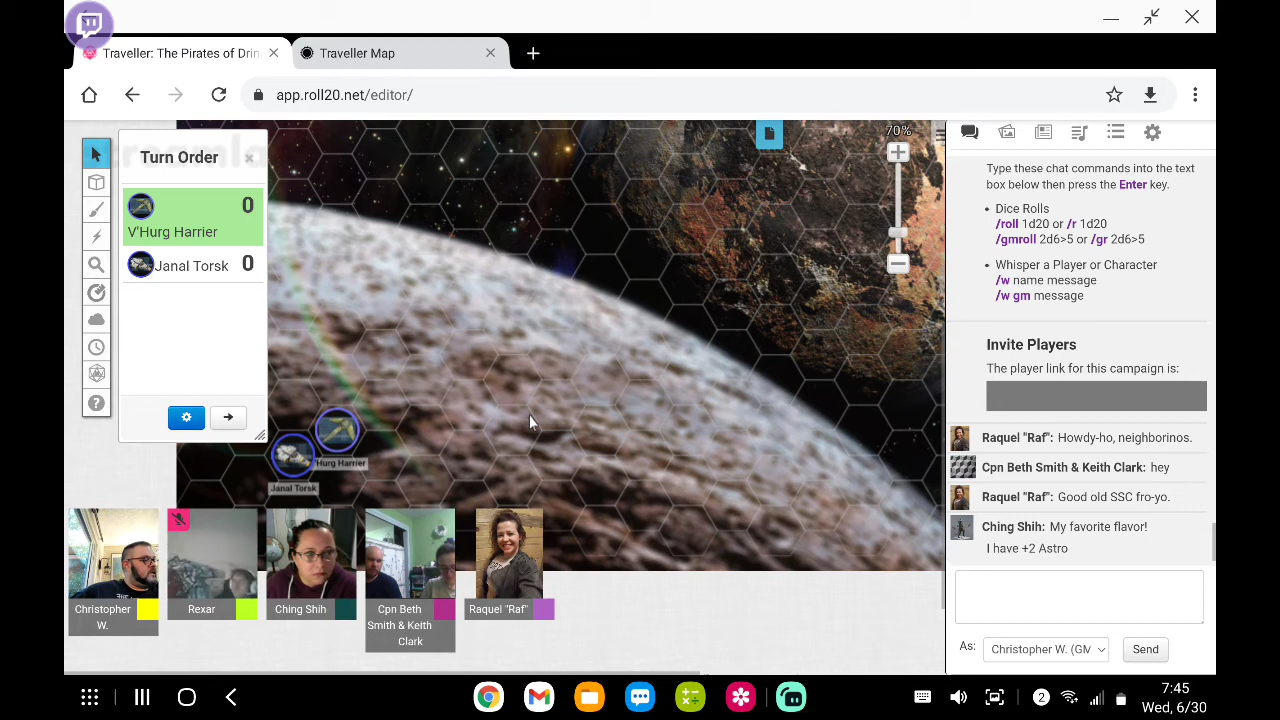 Traveller: The Pirates of Drin
Traveller Map
app.roll20.net/editor/
Turn Order
0
V'Hurg Harrier
Janal Torsk 0
70%
'Hurg Harrier
Janal Torsk
Christopher W.
Rexar
Ching Shih
Cpn Beth Smith & Keith Clark
Raquel "Raf"
Type these chat commands into the text
box below then press the Enter key.
Dice Rolls
/roll 1d20 or /r 1d20
/gmroll 2d6>5 or /gr 2d6>5
Whisper a Player or Character
/w name message
/w gm message
Invite Players
The player link for this campaign is:
Raquel "Raf": Howdy-ho, neighborinos.
Cpn Beth Smith & Keith Clark: hey
Raquel "Raf": Good old SSC fro-yo.
Ching Shih: My favorite flavor!
I have +2 Astro
As: Christopher W. (GM Send
2
7:45
Wed, 6/30